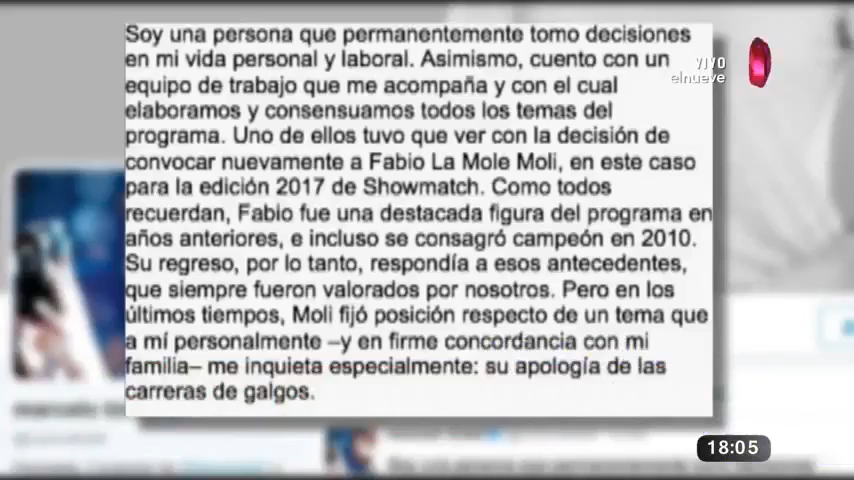 Soy una persona que permanentemente tomo decisiones
en mi vida personal y laboral. Asimismo, cuento con un
equipo de trabajo que me acompaña y con el cual
elaboramos y consensuamos todos los temas del
programa. Uno de ellos tuvo que ver con la decisión de
convocar nuevamente a Fabio La Mole Moli, en este caso
para la edición 2017 de Showmatch. Como todos
recuerdan, Fabio fue una destacada figura del programa en
años anteriores, e incluso se consagró campeón en 2010.
Su regreso, por lo tanto, respondía a esos antecedentes,
que siempre fueron valorados por nosotros. Pero en los
últimos tiempos, Moli fijó posición respecto de un tema que
a mí personalmente –y en firme concordancia con mi
familia– me inquieta especialmente: su apología de las
carreras de galgos.
VIVO
elnueve
18:05